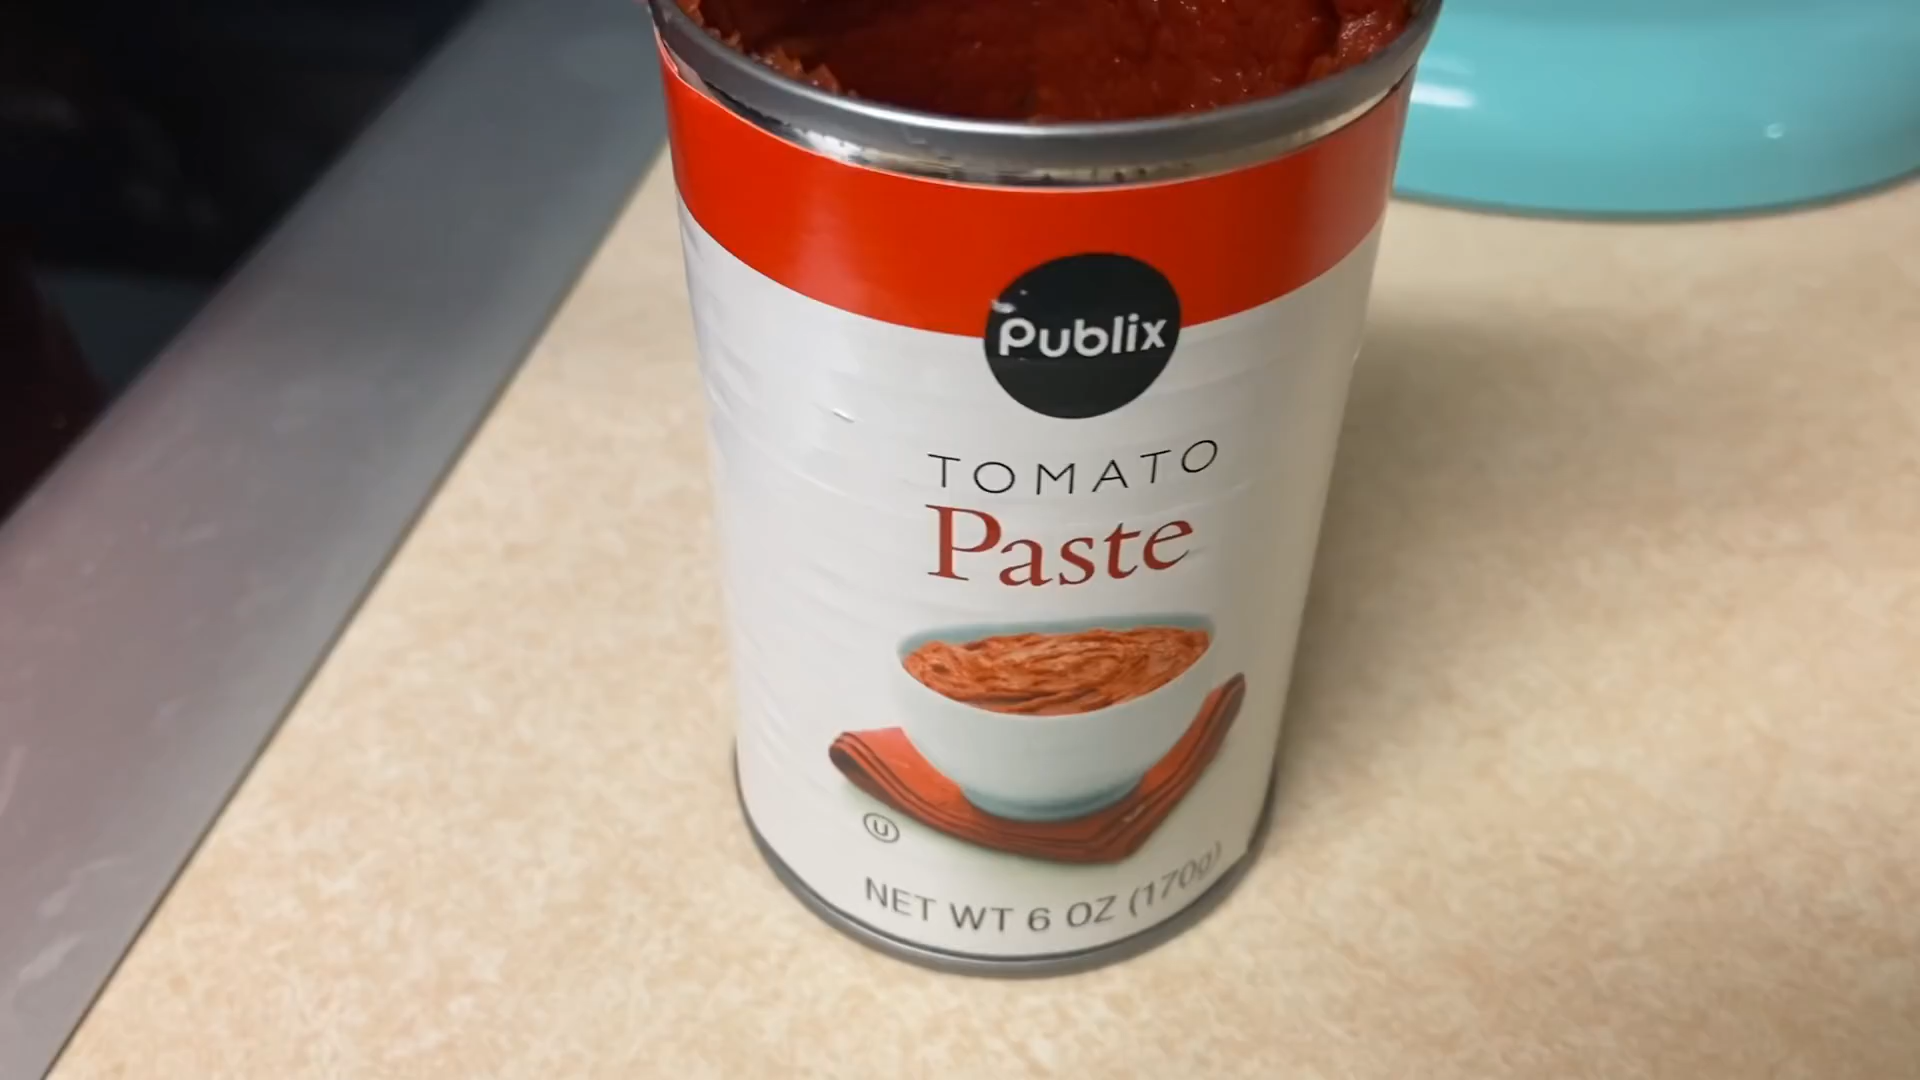 Publix
TOMATO
Paste
U
NET WT 6 OZ (170g)